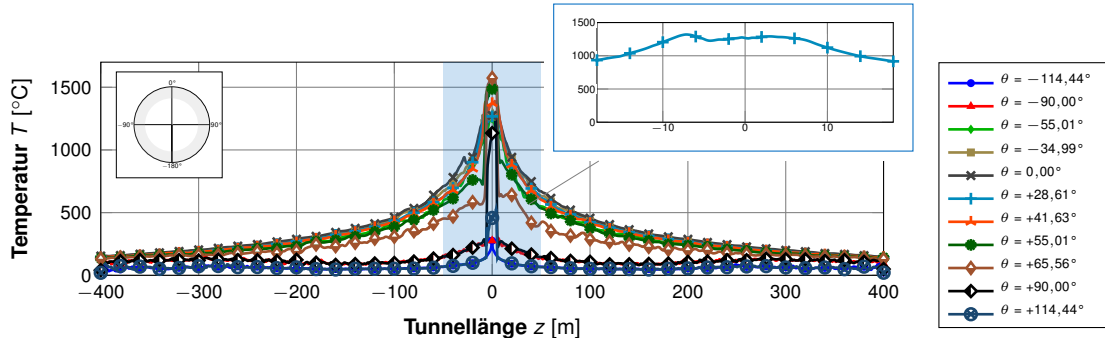 1500
1000
500
0
−10
0
10
1500
1000
500
0
Temperatur T [°C]
0°
−90°
90°
−180°
−400
−300
−200
−100
0
100
200
300
400
Tunnellänge z [m]
θ = −114,44°
θ = −90,00°
θ = −55,01°
θ = −34,99°
θ = 0,00°
θ = +28,61°
θ = +41,63°
θ = +55,01°
θ = +65,56°
θ = +90,00°
θ = +114,44°